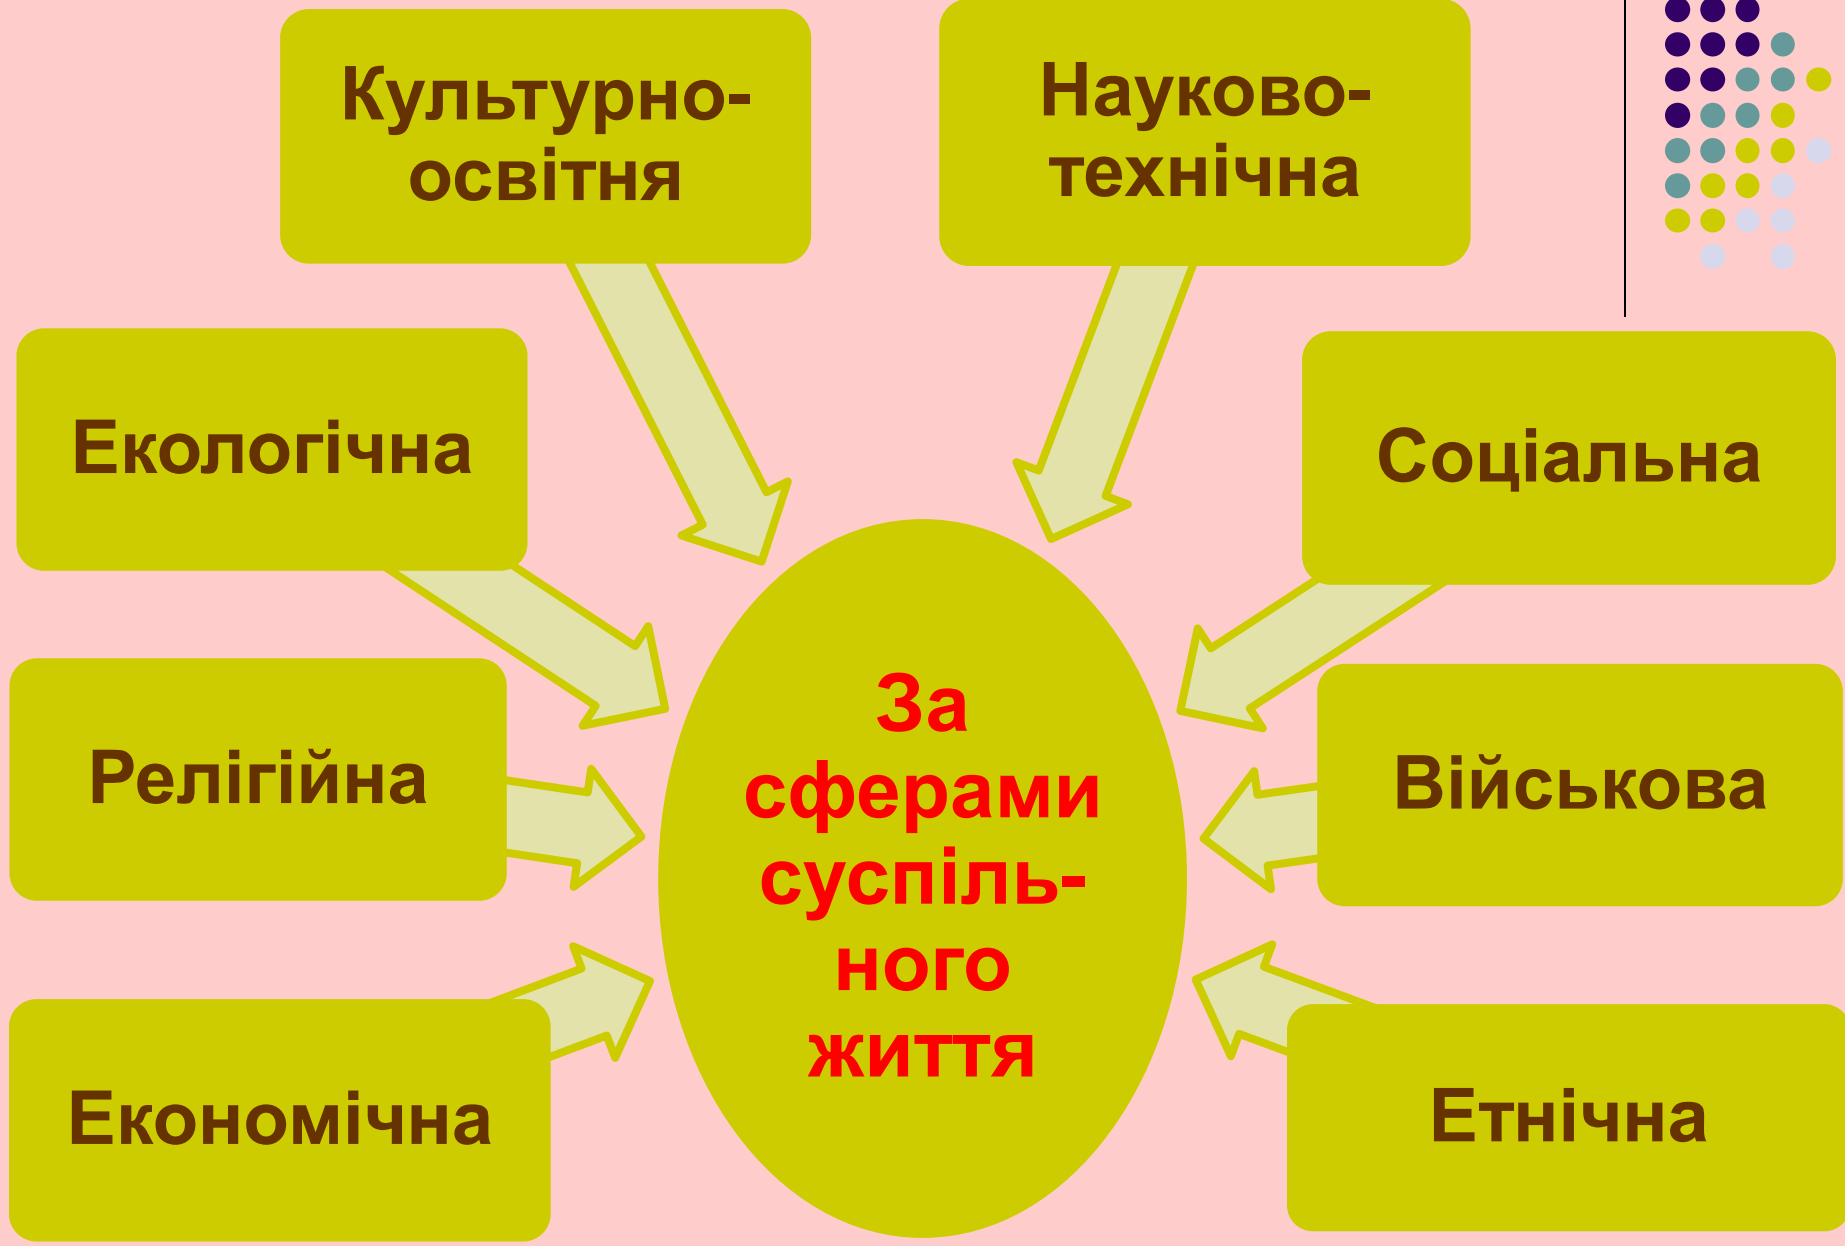 Культурно-
освітня
Науково-
технічна
Екологічна
Соціальна
Релігійна
Військова
Економічна
Етнічна
За
сферами
суспіль-
ного
життя